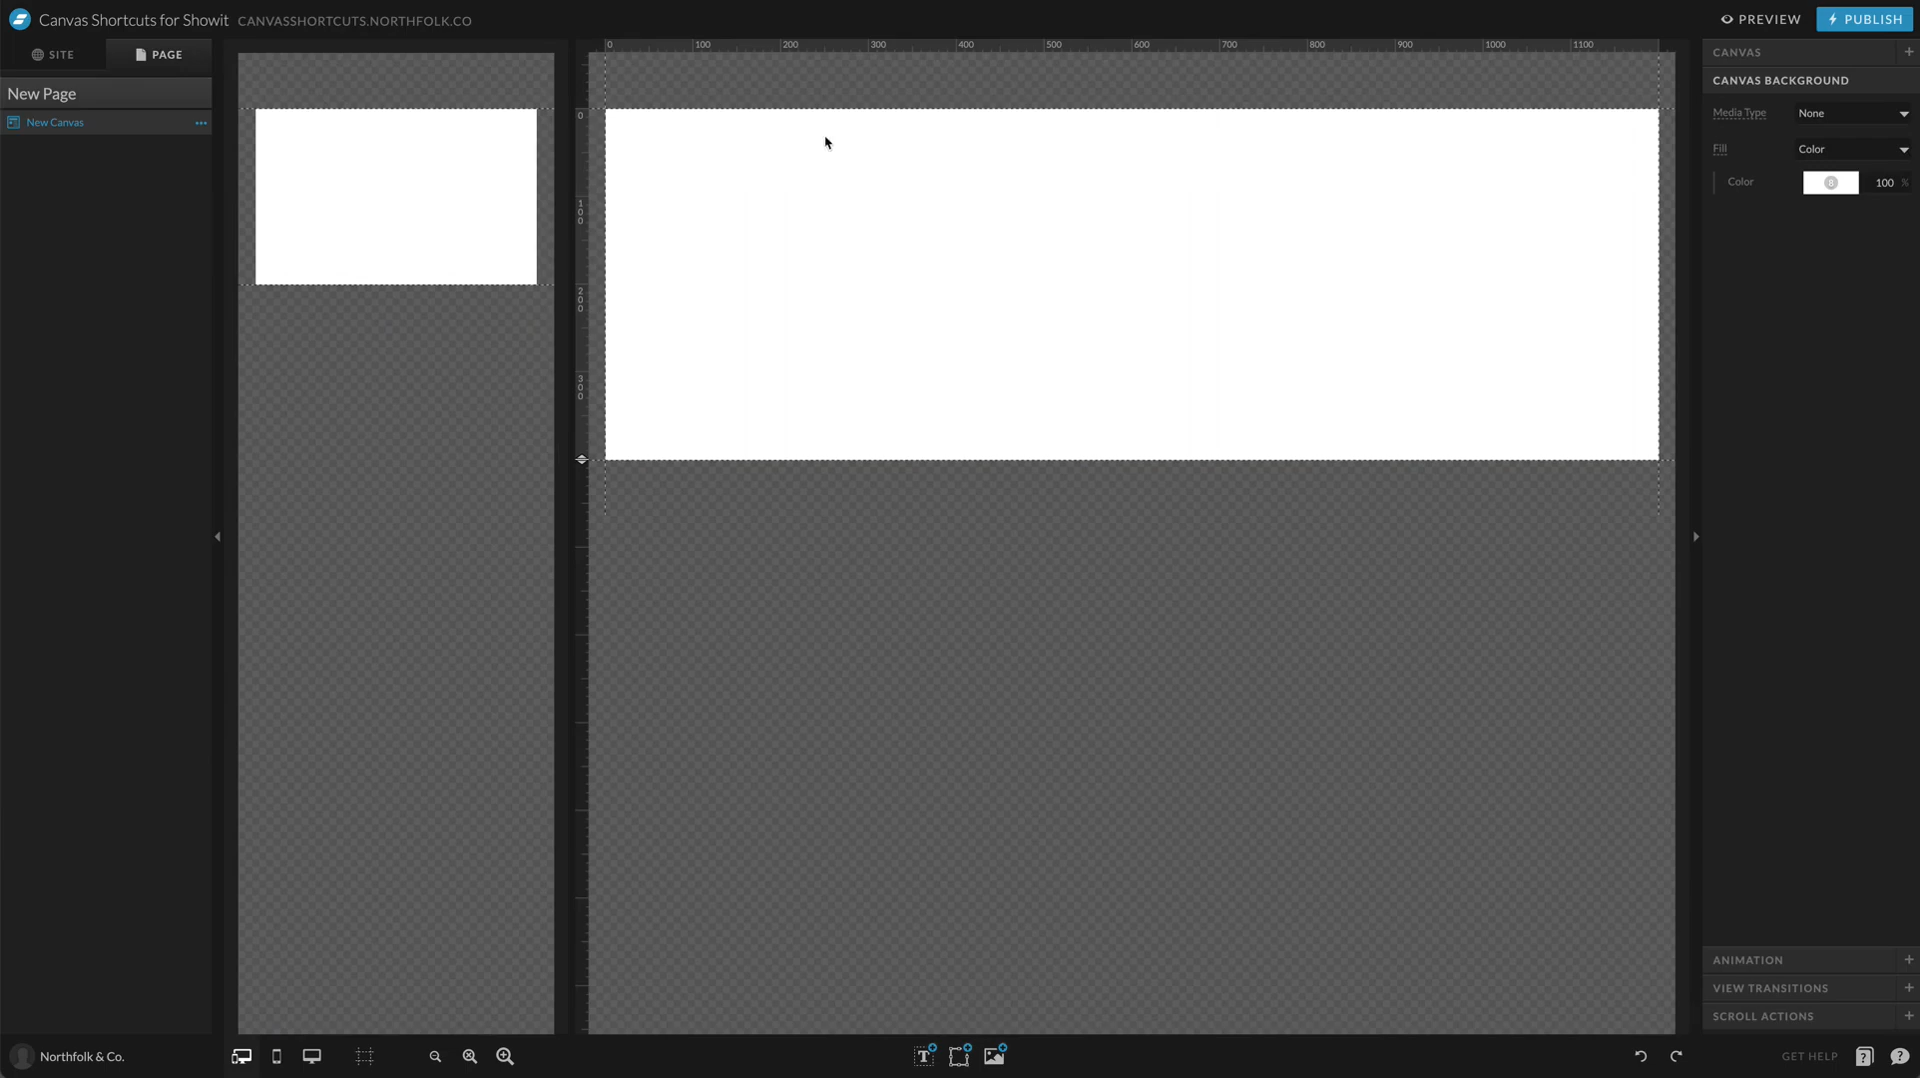 Canvas Shortcuts for Showit CANVASSHORTCUTS.NORTHFOLK.CO
PREVIEW
PUBLISH
SITE
PAGE
0 100 200 300 400 500 600 700 800 900 1000 1100
CANVAS +
CANVAS BACKGROUND
New Page
New Canvas
0
100
200
300
Media Type None
Fill Color
Color 8 100 %
ANIMATION +
VIEW TRANSITIONS +
SCROLL ACTIONS +
Northfolk & Co.
T
GET HELP
?
?